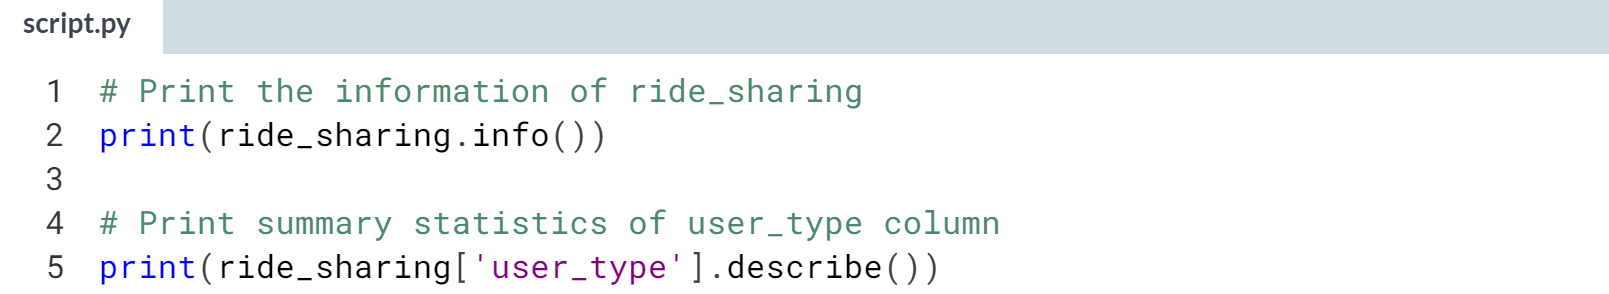 script.py
1 # Print the information of ride_sharing
2 print(ride_sharing.info())
3
4 # Print summary statistics of user_type column
5 print(ride_sharing['user_type'].describe())